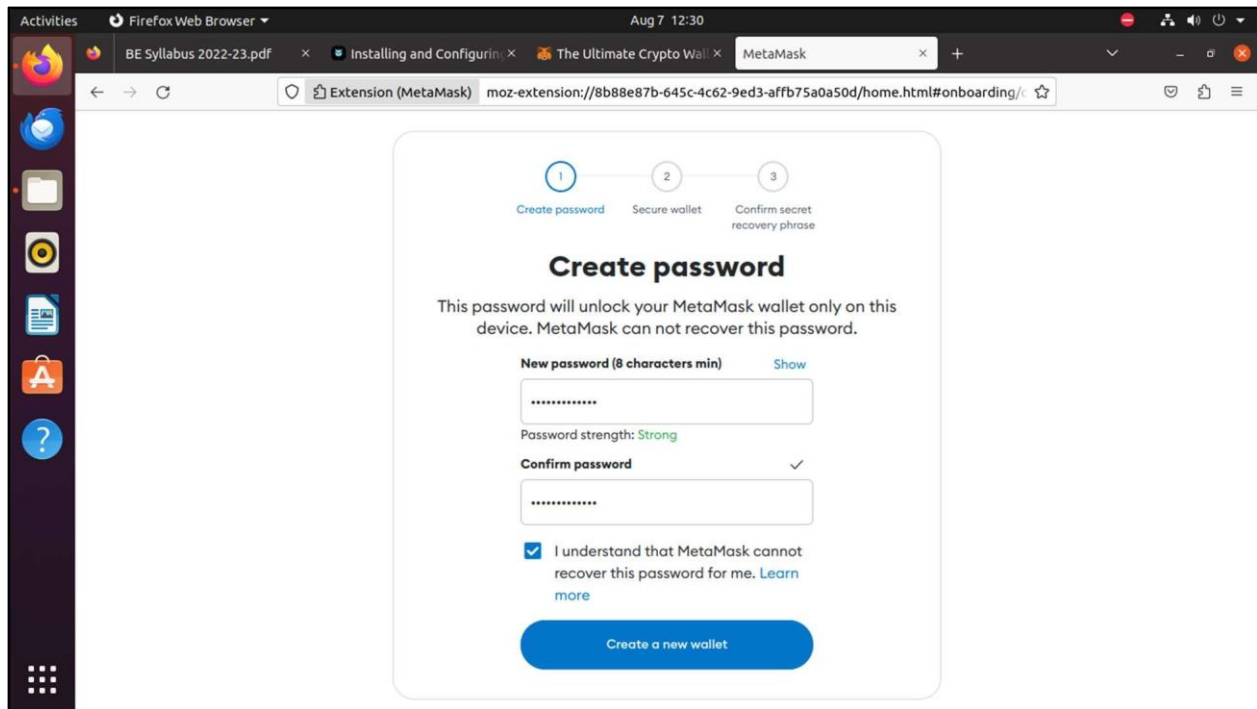 Activities
Firefox Web Browser
Aug 7 12:30
BE Syllabus 2022-23.pdf
Installing and Configuring
The Ultimate Crypto Wall
MetaMask
Extension (MetaMask)
moz-extension://8b88e87b-645c-4c62-9ed3-affb75a0a50d/home.html#onboarding/c
1
2
3
Create password
Secure wallet
Confirm secret
recovery phrase
Create password
This password will unlock your MetaMask wallet only on this
device. MetaMask can not recover this password.
New password (8 characters min)
Show
•••••••••••••
Password strength: Strong
Confirm password
•••••••••••••
I understand that MetaMask cannot
recover this password for me. Learn
more
Create a new wallet